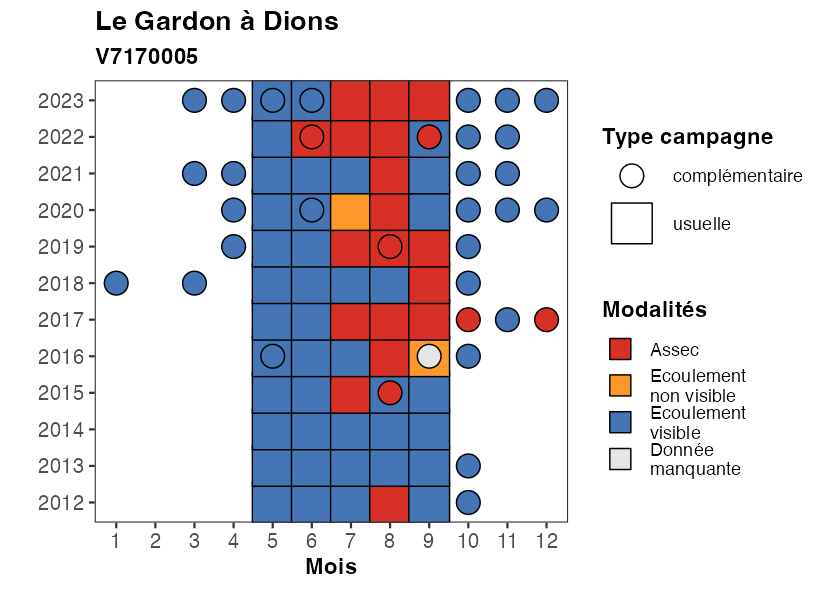 Le Gardon à Dions
V7170005
2023
2022
2021
2020
2019
2018
2017
2016
2015
2014
2013
2012
1 2 3 4 5 6 7 8 9 10 11 12
Mois
Type campagne
complémentaire
usuelle
Modalités
Assec
Ecoulement
non visible
Ecoulement
visible
Donnée
manquante